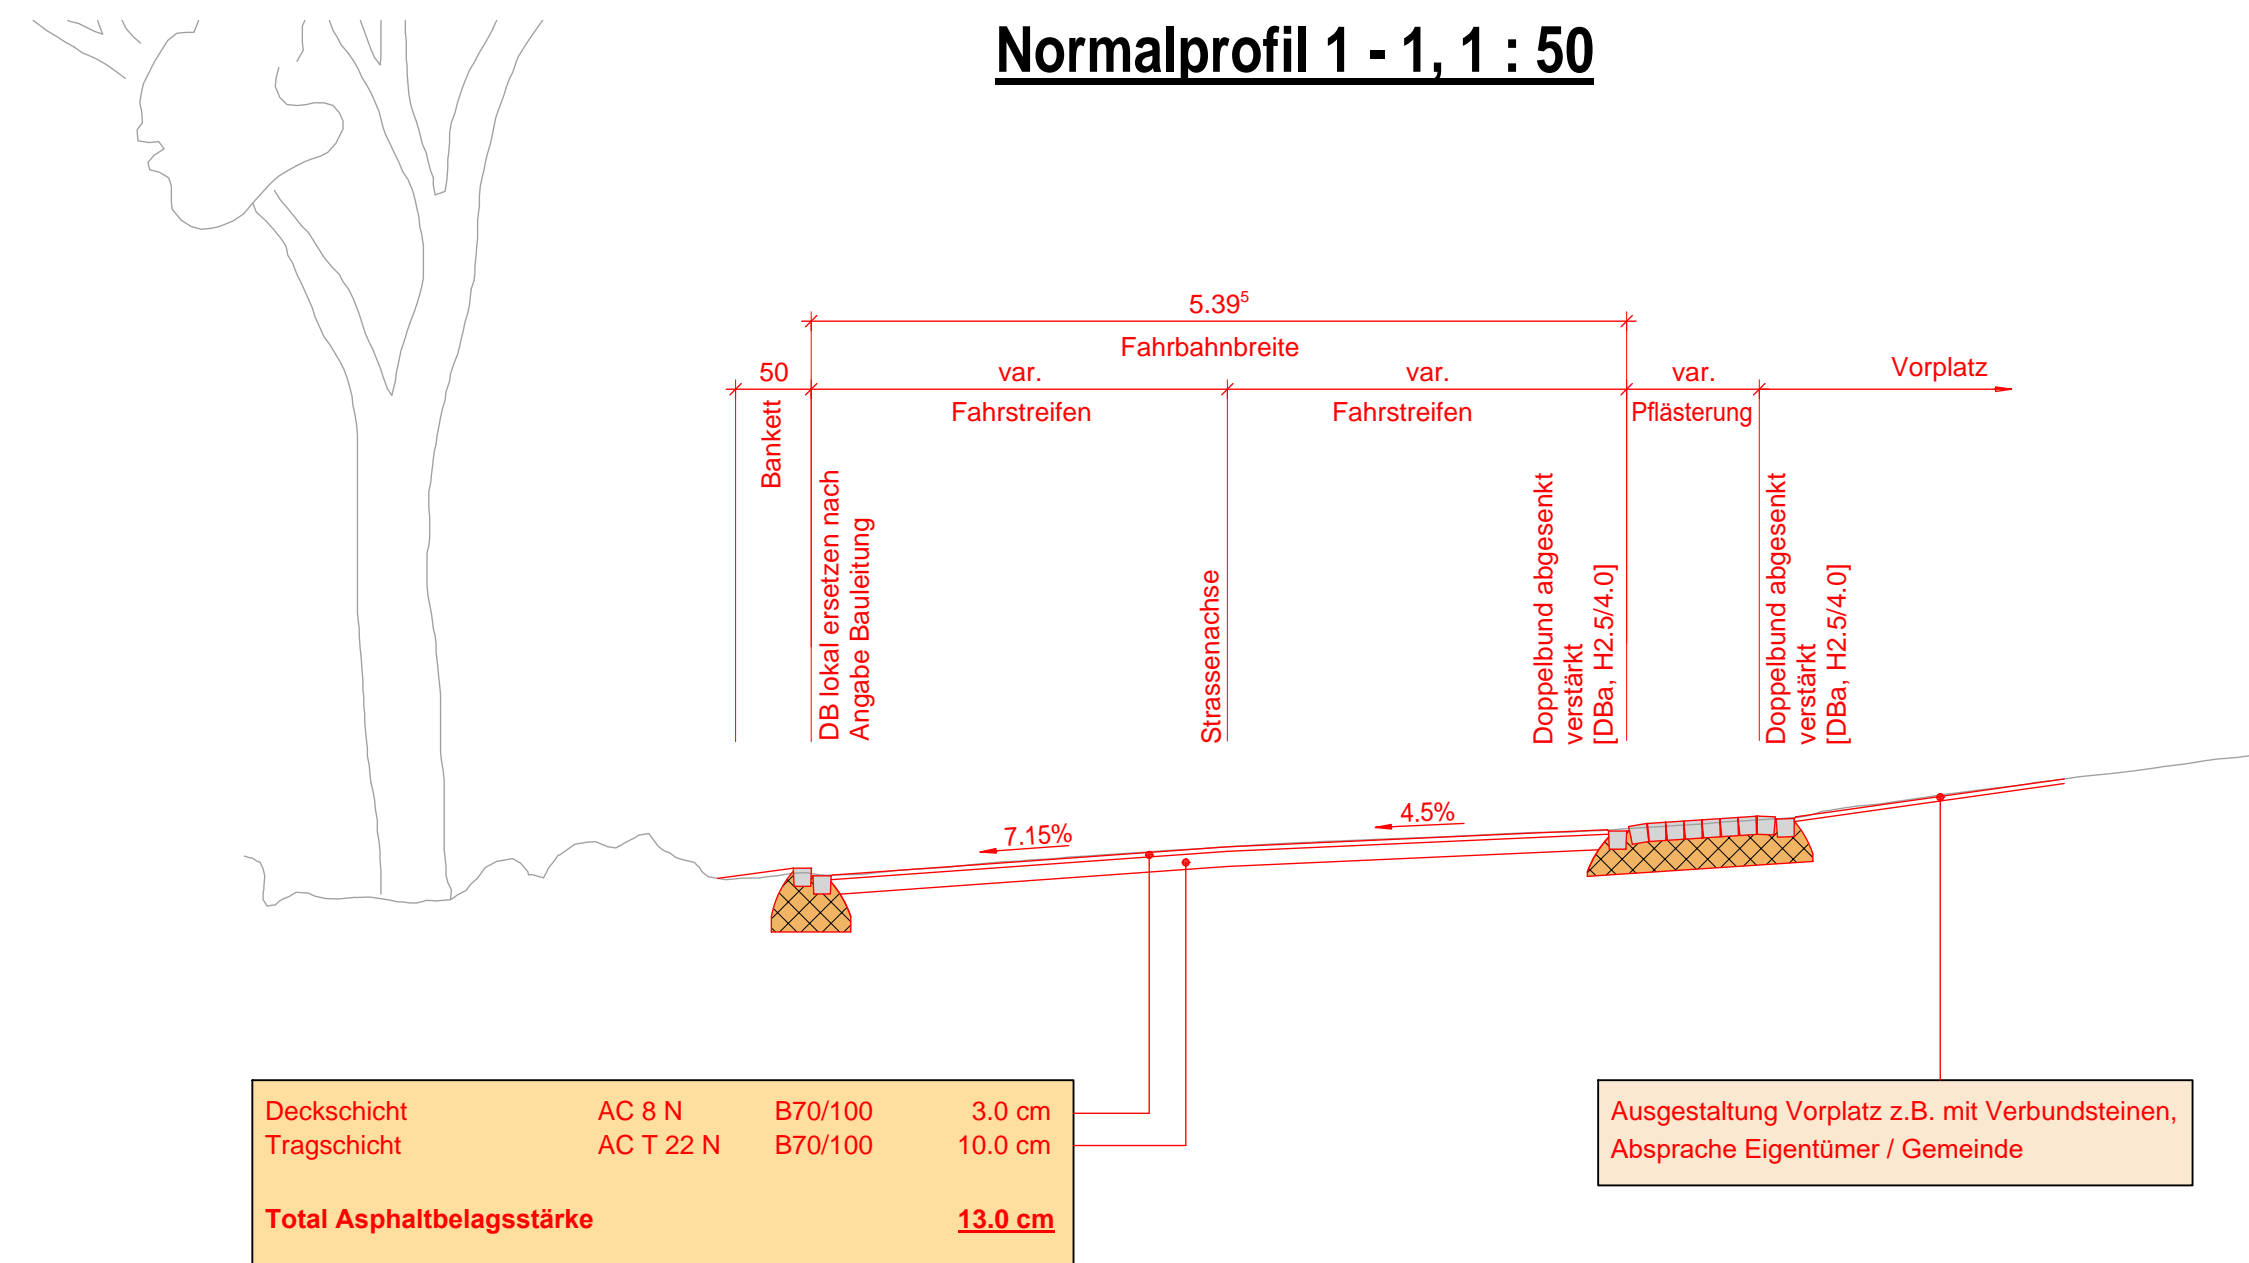 Normalprofil 1 - 1, 1 : 50
5.39⁵
Fahrbahnbreite
50
var.
var.
var.
Vorplatz
Bankett
Fahrstreifen
Fahrstreifen
Pflästerung
DB lokal ersetzen nach
Angabe Bauleitung
Strassenachse
Doppelbund abgesenkt
verstärkt
[DBa, H2.5/4.0]
Doppelbund abgesenkt
verstärkt
[DBa, H2.5/4.0]
7.15%
4.5%
Deckschicht AC 8 N B70/100 3.0 cm
Tragschicht AC T 22 N B70/100 10.0 cm
Total Asphaltbelagsstärke 13.0 cm
Ausgestaltung Vorplatz z.B. mit Verbundsteinen,
Absprache Eigentümer / Gemeinde